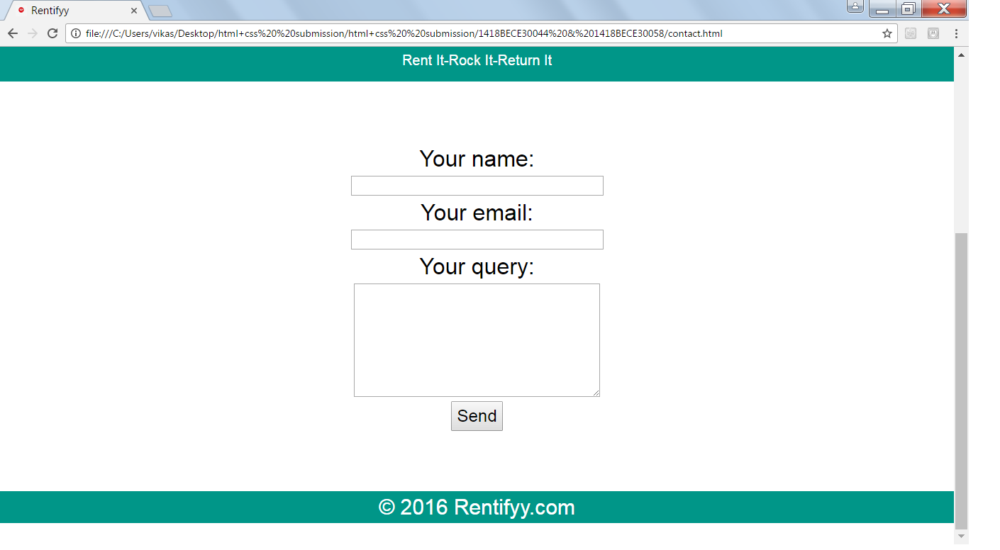 Rentifyy
file:///C:/Users/vikas/Desktop/html+css%20%20submission/html+css%20%20submission/1418BECE30044%20&%201418BECE30058/contact.html
Rent It-Rock It-Return It
Your name:
Your email:
Your query:
Send
© 2016 Rentifyy.com